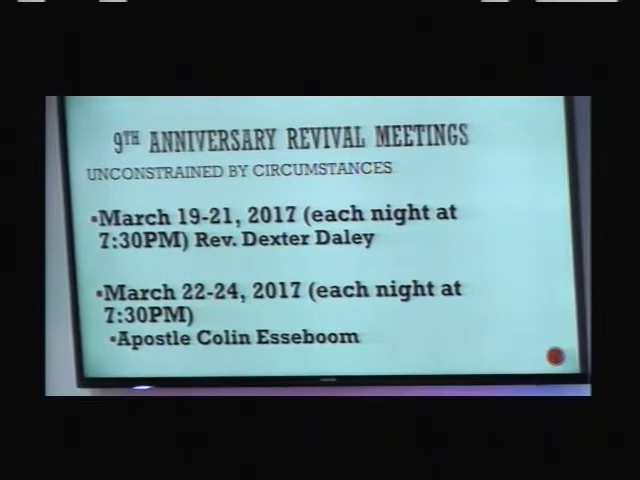 9TH ANNIVERSARY REVIVAL MEETINGS
UNCONSTRAINED BY CIRCUMSTANCES
▪March 19-21, 2017 (each night at
7:30PM) Rev. Dexter Daley
▪March 22-24, 2017 (each night at
7:30PM)
▪Apostle Colin Esseboom